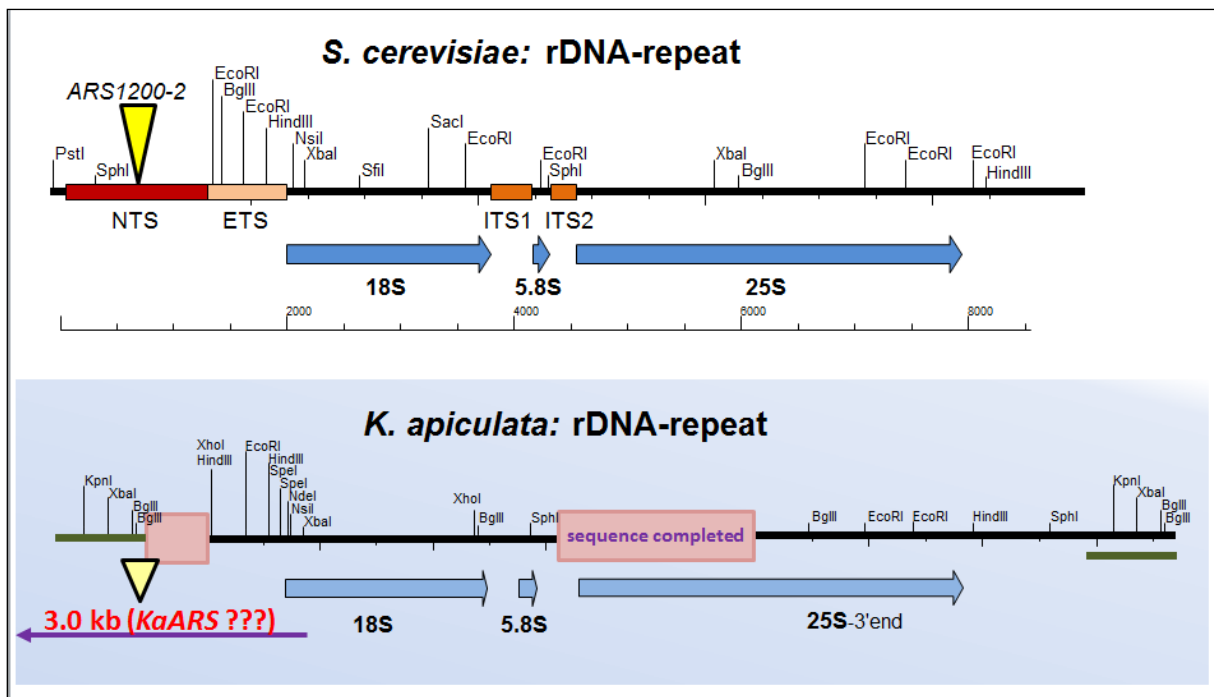 S. cerevisiae: rDNA-repeat
ARS1200-2
EcoRI
BglII
EcoRI
HindIII
PstI
SphI
NsiI
XbaI
SfiI
SacI
EcoRI
EcoRI
SphI
XbaI
BglII
EcoRI
EcoRI
EcoRI
HindIII
NTS
ETS
ITS1
ITS2
18S
5.8S
25S
2000
4000
6000
8000
K. apiculata: rDNA-repeat
KpnI
XbaI
BglII
BglII
XhoI
HindIII
EcoRI
HindIII
SpeI
SpeI
NdeI
NsiI
XbaI
XhoI
BglII
SphI
sequence completed
BglII
EcoRI
EcoRI
HindIII
SphI
KpnI
XbaI
BglII
BglII
3.0 kb (KaARS ???)
18S
5.8S
25S-3'end